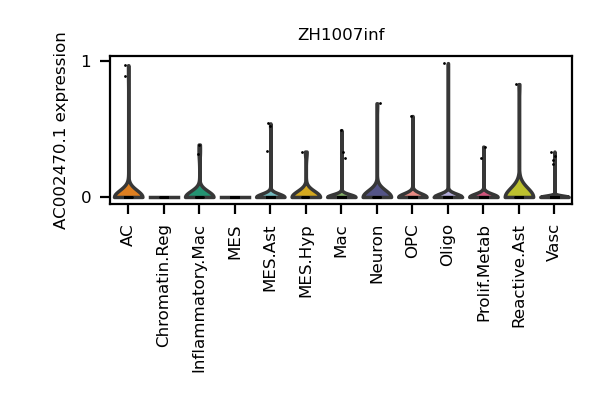 ZH1007inf
AC002470.1 expression
1
0
AC
Chromatin.Reg
Inflammatory.Mac
MES
MES.Ast
MES.Hyp
Mac
Neuron
OPC
Oligo
Prolif.Metab
Reactive.Ast
Vasc